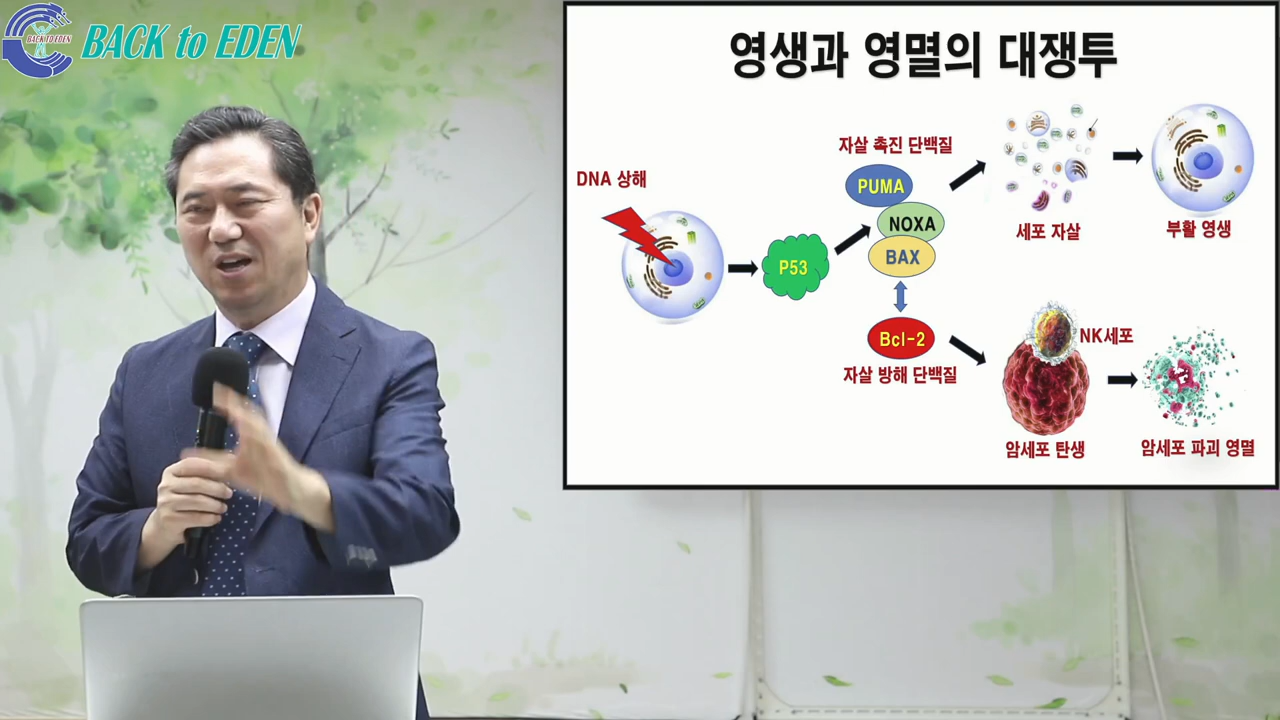 BACK TO EDEN
BACK to EDEN
영생과 영멸의 대쟁투
DNA 상해
P53
자살 촉진 단백질
PUMA
NOXA
BAX
Bcl-2
자살 방해 단백질
세포 자살
부활 영생
NK세포
암세포 탄생
암세포 파괴 영멸